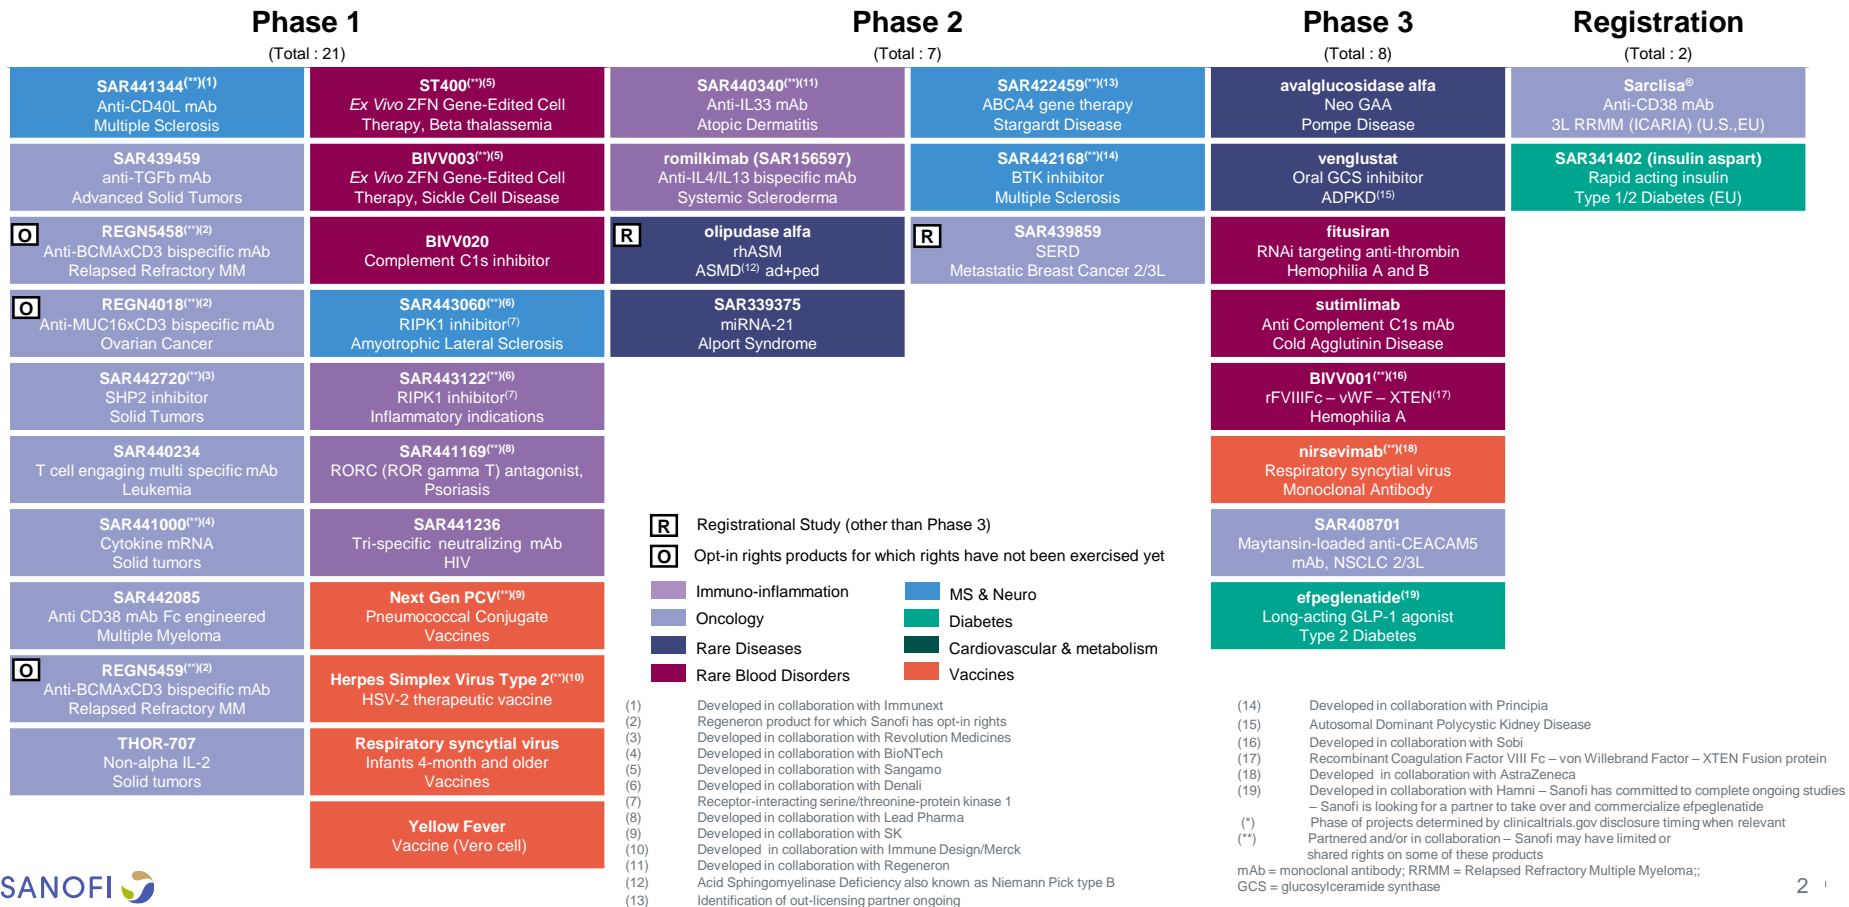 Phase 1
(Total : 21)
SAR441344(**)(1)
Anti-CD40L mAb
Multiple Sclerosis
SAR439459
anti-TGFb mAb
Advanced Solid Tumors
O
REGN5458(**)(2)
Anti-BCMAxCD3 bispecific mAb
Relapsed Refractory MM
O
REGN4018(**)(2)
Anti-MUC16xCD3 bispecific mAb
Ovarian Cancer
SAR442720(**)(3)
SHP2 inhibitor
Solid Tumors
SAR440234
T cell engaging multi specific mAb
Leukemia
SAR441000(**)(4)
Cytokine mRNA
Solid tumors
SAR442085
Anti CD38 mAb Fc engineered
Multiple Myeloma
O
REGN5459(**)(2)
Anti-BCMAxCD3 bispecific mAb
Relapsed Refractory MM
THOR-707
Non-alpha IL-2
Solid tumors
ST400(**)(5)
Ex Vivo ZFN Gene-Edited Cell
Therapy, Beta thalassemia
BIVV003(**)(5)
Ex Vivo ZFN Gene-Edited Cell
Therapy, Sickle Cell Disease
BIVV020
Complement C1s inhibitor
SAR443060(**)(6)
RIPK1 inhibitor(7)
Amyotrophic Lateral Sclerosis
SAR443122(**)(6)
RIPK1 inhibitor(7)
Inflammatory indications
SAR441169(**)(8)
RORC (ROR gamma T) antagonist,
Psoriasis
SAR441236
Tri-specific neutralizing mAb
HIV
Next Gen PCV(**)(9)
Pneumococcal Conjugate
Vaccines
Herpes Simplex Virus Type 2(**)(10)
HSV-2 therapeutic vaccine
Respiratory syncytial virus
Infants 4-month and older
Vaccines
Yellow Fever
Vaccine (Vero cell)
Phase 2
(Total : 7)
SAR440340(**)(11)
Anti-IL33 mAb
Atopic Dermatitis
romilkimab (SAR156597)
Anti-IL4/IL13 bispecific mAb
Systemic Scleroderma
R
olipudase alfa
rhASM
ASMD(12) ad+ped
SAR339375
miRNA-21
Alport Syndrome
SAR422459(**)(13)
ABCA4 gene therapy
Stargardt Disease
SAR442168(**)(14)
BTK inhibitor
Multiple Sclerosis
R
SAR439859
SERD
Metastatic Breast Cancer 2/3L
Phase 3
(Total : 8)
avalglucosidase alfa
Neo GAA
Pompe Disease
venglustat
Oral GCS inhibitor
ADPKD(15)
fitusiran
RNAi targeting anti-thrombin
Hemophilia A and B
sutimlimab
Anti Complement C1s mAb
Cold Agglutinin Disease
BIVV001(**)(16)
rFVIIIFc – vWF – XTEN(17)
Hemophilia A
nirsevimab(**)(18)
Respiratory syncytial virus
Monoclonal Antibody
SAR408701
Maytansin-loaded anti-CEACAM5
mAb, NSCLC 2/3L
efpeglenatide(19)
Long-acting GLP-1 agonist
Type 2 Diabetes
Registration
(Total : 2)
Sarclisa®
Anti-CD38 mAb
3L RRMM (ICARIA) (U.S.,EU)
SAR341402 (insulin aspart)
Rapid acting insulin
Type 1/2 Diabetes (EU)
R Registrational Study (other than Phase 3)
O Opt-in rights products for which rights have not been exercised yet
Immuno-inflammation
Oncology
Rare Diseases
Rare Blood Disorders
MS & Neuro
Diabetes
Cardiovascular & metabolism
Vaccines
(1) Developed in collaboration with Immunext
(2) Regeneron product for which Sanofi has opt-in rights
(3) Developed in collaboration with Revolution Medicines
(4) Developed in collaboration with BioNTech
(5) Developed in collaboration with Sangamo
(6) Developed in collaboration with Denali
(7) Receptor-interacting serine/threonine-protein kinase 1
(8) Developed in collaboration with Lead Pharma
(9) Developed in collaboration with SK
(10) Developed in collaboration with Immune Design/Merck
(11) Developed in collaboration with Regeneron
(12) Acid Sphingomyelinase Deficiency also known as Niemann Pick type B
(13) Identification of out-licensing partner ongoing
(14) Developed in collaboration with Principia
(15) Autosomal Dominant Polycystic Kidney Disease
(16) Developed in collaboration with Sobi
(17) Recombinant Coagulation Factor VIII Fc – von Willebrand Factor – XTEN Fusion protein
(18) Developed in collaboration with AstraZeneca
(19) Developed in collaboration with Hamni – Sanofi has committed to complete ongoing studies
– Sanofi is looking for a partner to take over and commercialize efpeglenatide
(*) Phase of projects determined by clinicaltrials.gov disclosure timing when relevant
(**) Partnered and/or in collaboration – Sanofi may have limited or
shared rights on some of these products
mAb = monoclonal antibody; RRMM = Relapsed Refractory Multiple Myeloma;;
GCS = glucosylceramide synthase
SANOFI
2